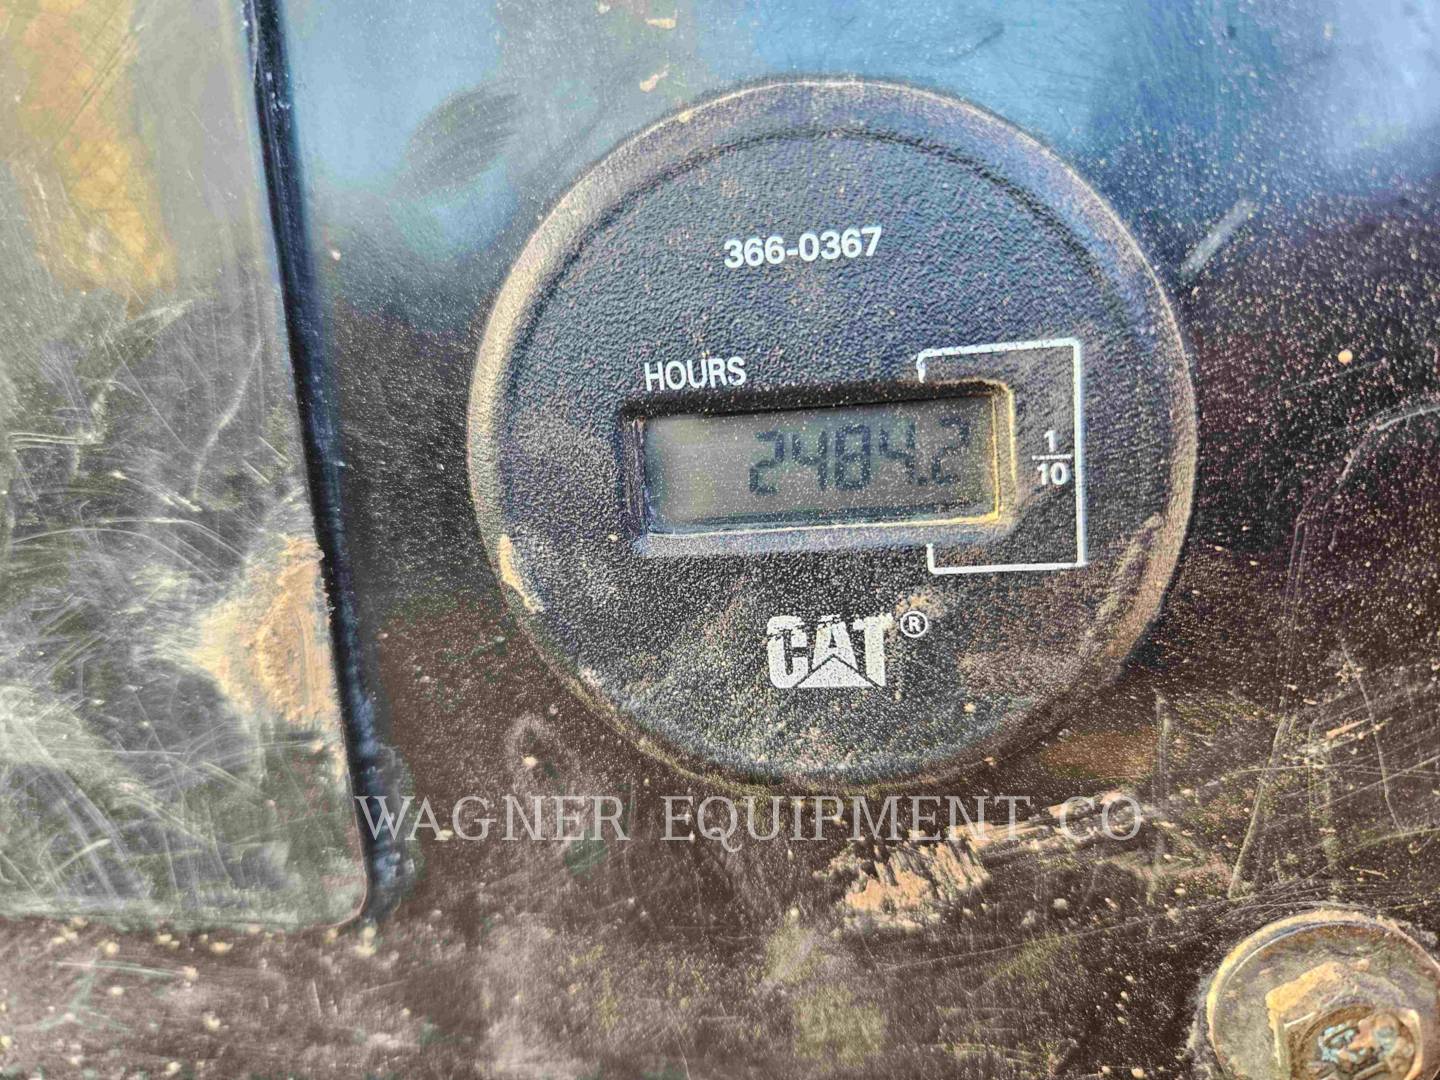 366-0367
HOURS
2484.2
1
10
CAT®
WAGNER EQUIPMENT CO